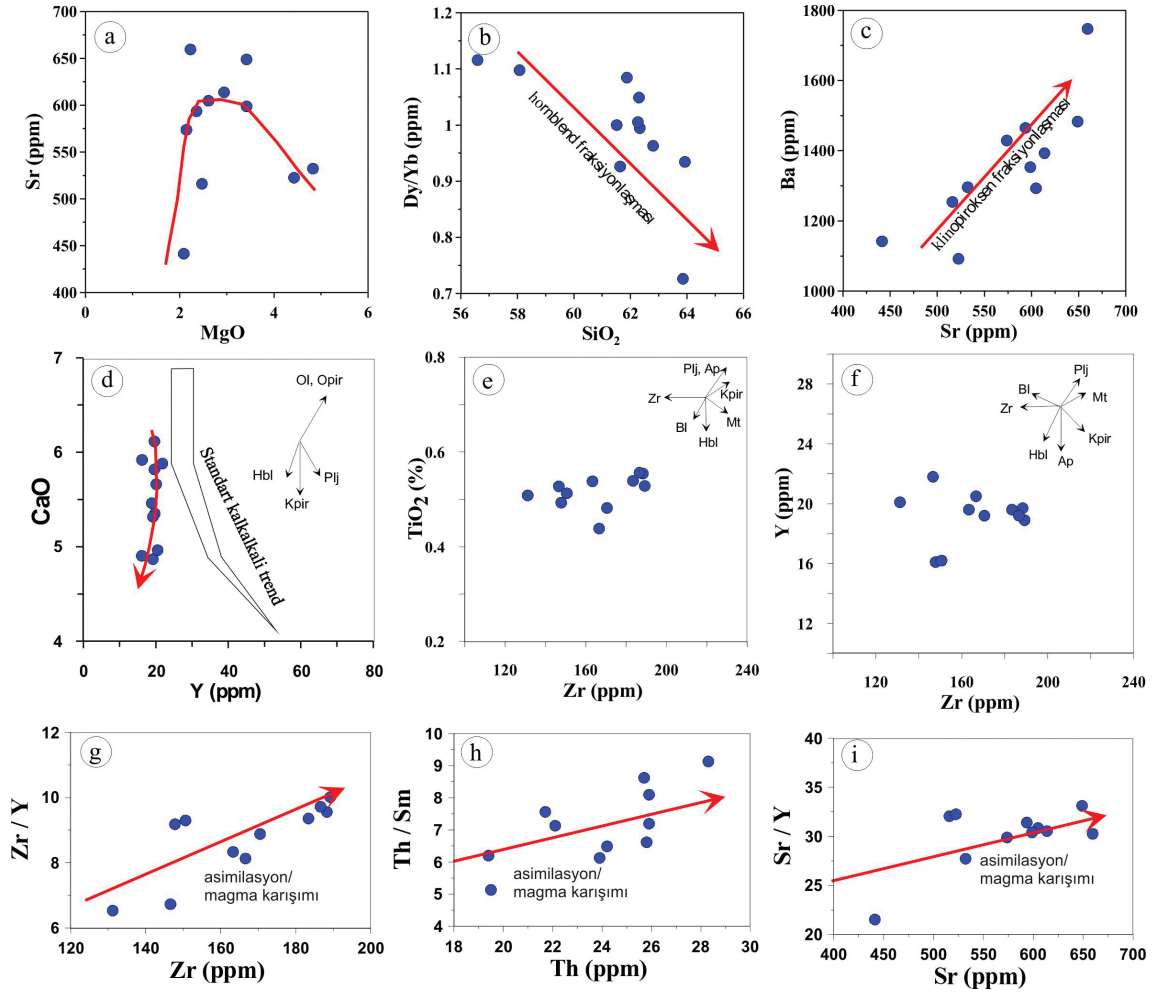 a
700
650
600
550
500
450
400
0
2
4
6
Sr (ppm)
MgO
b
1.2
1.1
1
0.9
0.8
0.7
56
58
60
62
64
66
Dy/Yb (ppm)
SiO2
hornblend fraksiyonlaşması
c
1800
1600
1400
1200
1000
400
450
500
550
600
650
700
Ba (ppm)
Sr (ppm)
klinopiroksen fraksiyonlaşması
d
7
6
5
4
0
20
40
60
80
CaO
Y (ppm)
Standart kalkalkali trend
Ol, Opir
Hbl
Plj
Kpir
e
0.8
0.6
0.4
0.2
120
160
200
240
TiO2 (%)
Zr (ppm)
Plj, Ap
Kpir
Zr
Mt
Bl
Hbl
f
28
24
20
16
12
120
160
200
240
Y (ppm)
Zr (ppm)
Plj
Bl
Mt
Zr
Kpir
Hbl
Ap
g
12
10
8
6
120
140
160
180
200
Zr / Y
Zr (ppm)
asimilasyon/
magma karışımı
h
10
9
8
7
6
5
4
18
20
22
24
26
28
30
Th / Sm
Th (ppm)
asimilasyon/
magma karışımı
i
40
35
30
25
20
400
450
500
550
600
650
700
Sr / Y
Sr (ppm)
asimilasyon/
magma karışımı